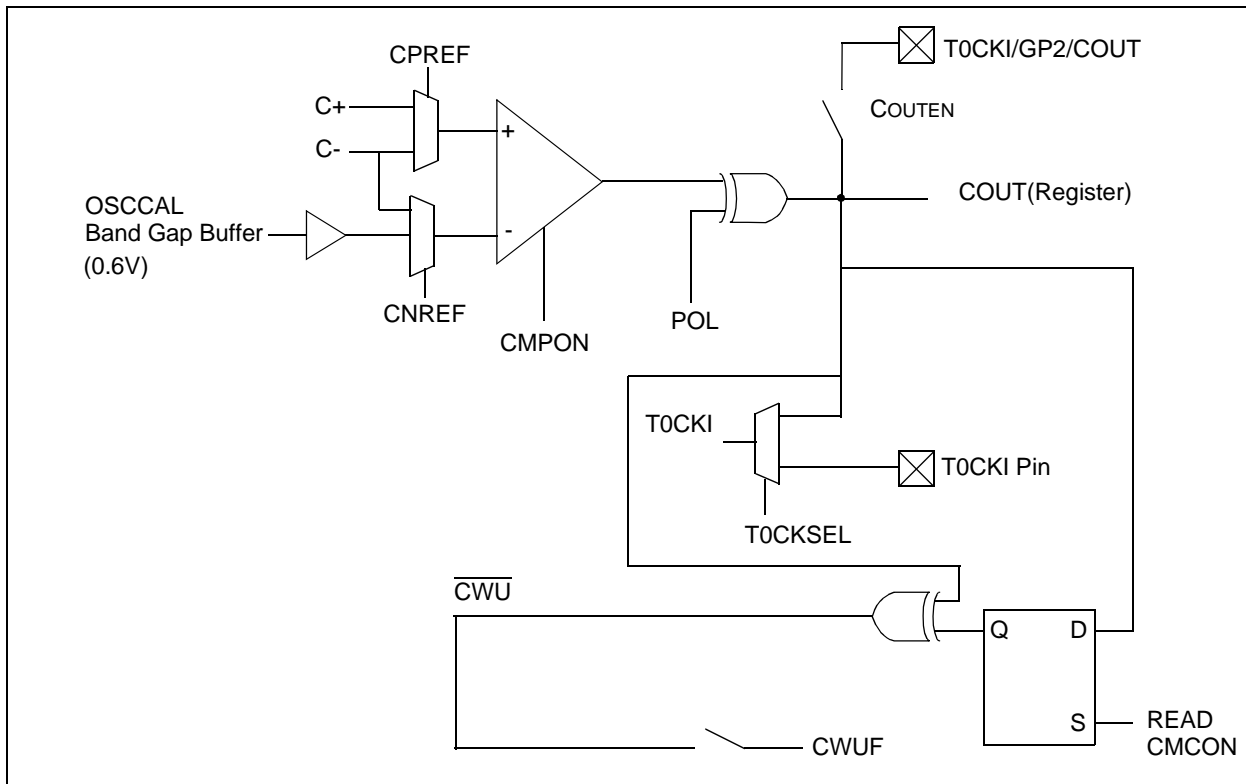 T0CKI/GP2/COUT
CPREF
C+
COUTEN
C-
+
COUT(Register)
OSCCAL
Band Gap Buffer
(0.6V)
-
CNREF
POL
CMPON
T0CKI
T0CKI Pin
T0CKSEL
CWU
Q D
S
READ
CMCON
CWUF